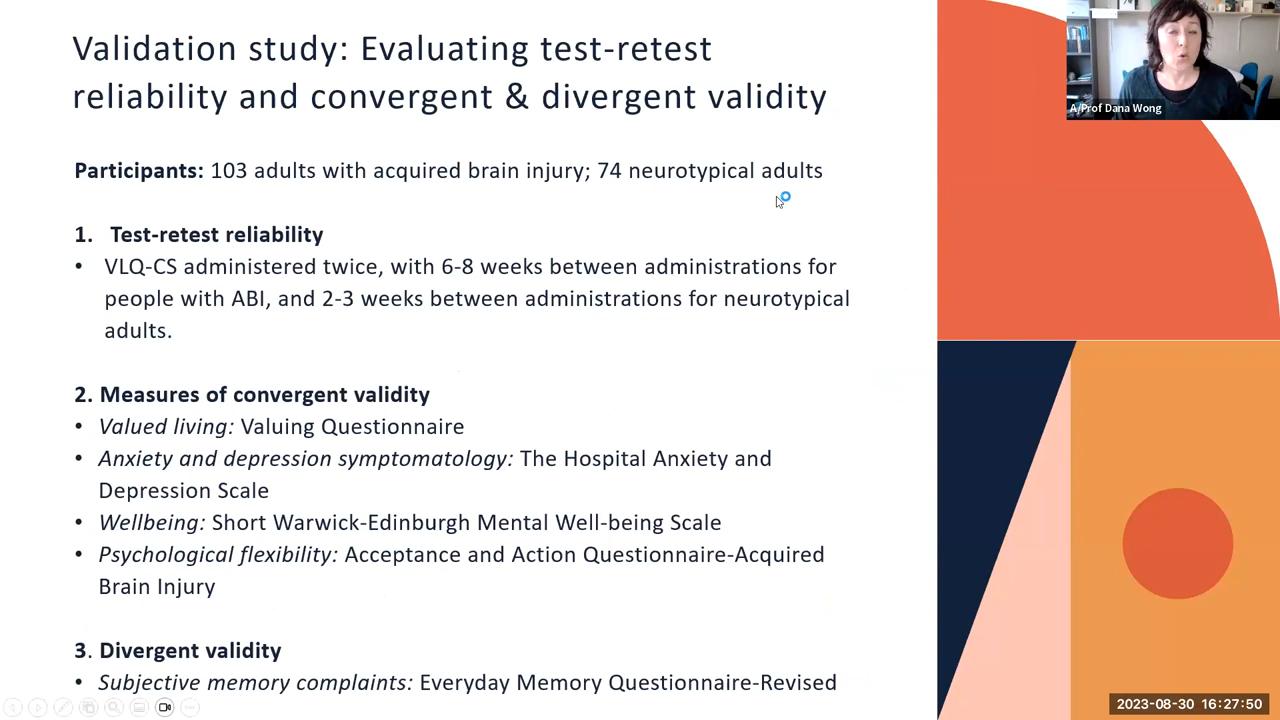 Validation study: Evaluating test-retest
reliability and convergent & divergent validity
Participants: 103 adults with acquired brain injury; 74 neurotypical adults
1. Test-retest reliability
• VLQ-CS administered twice, with 6-8 weeks between administrations for
people with ABI, and 2-3 weeks between administrations for neurotypical
adults.
2. Measures of convergent validity
• Valued living: Valuing Questionnaire
• Anxiety and depression symptomatology: The Hospital Anxiety and
Depression Scale
• Wellbeing: Short Warwick-Edinburgh Mental Well-being Scale
• Psychological flexibility: Acceptance and Action Questionnaire-Acquired
Brain Injury
3. Divergent validity
• Subjective memory complaints: Everyday Memory Questionnaire-Revised
A/Prof Dana Wong
2023-08-30 16:27:50